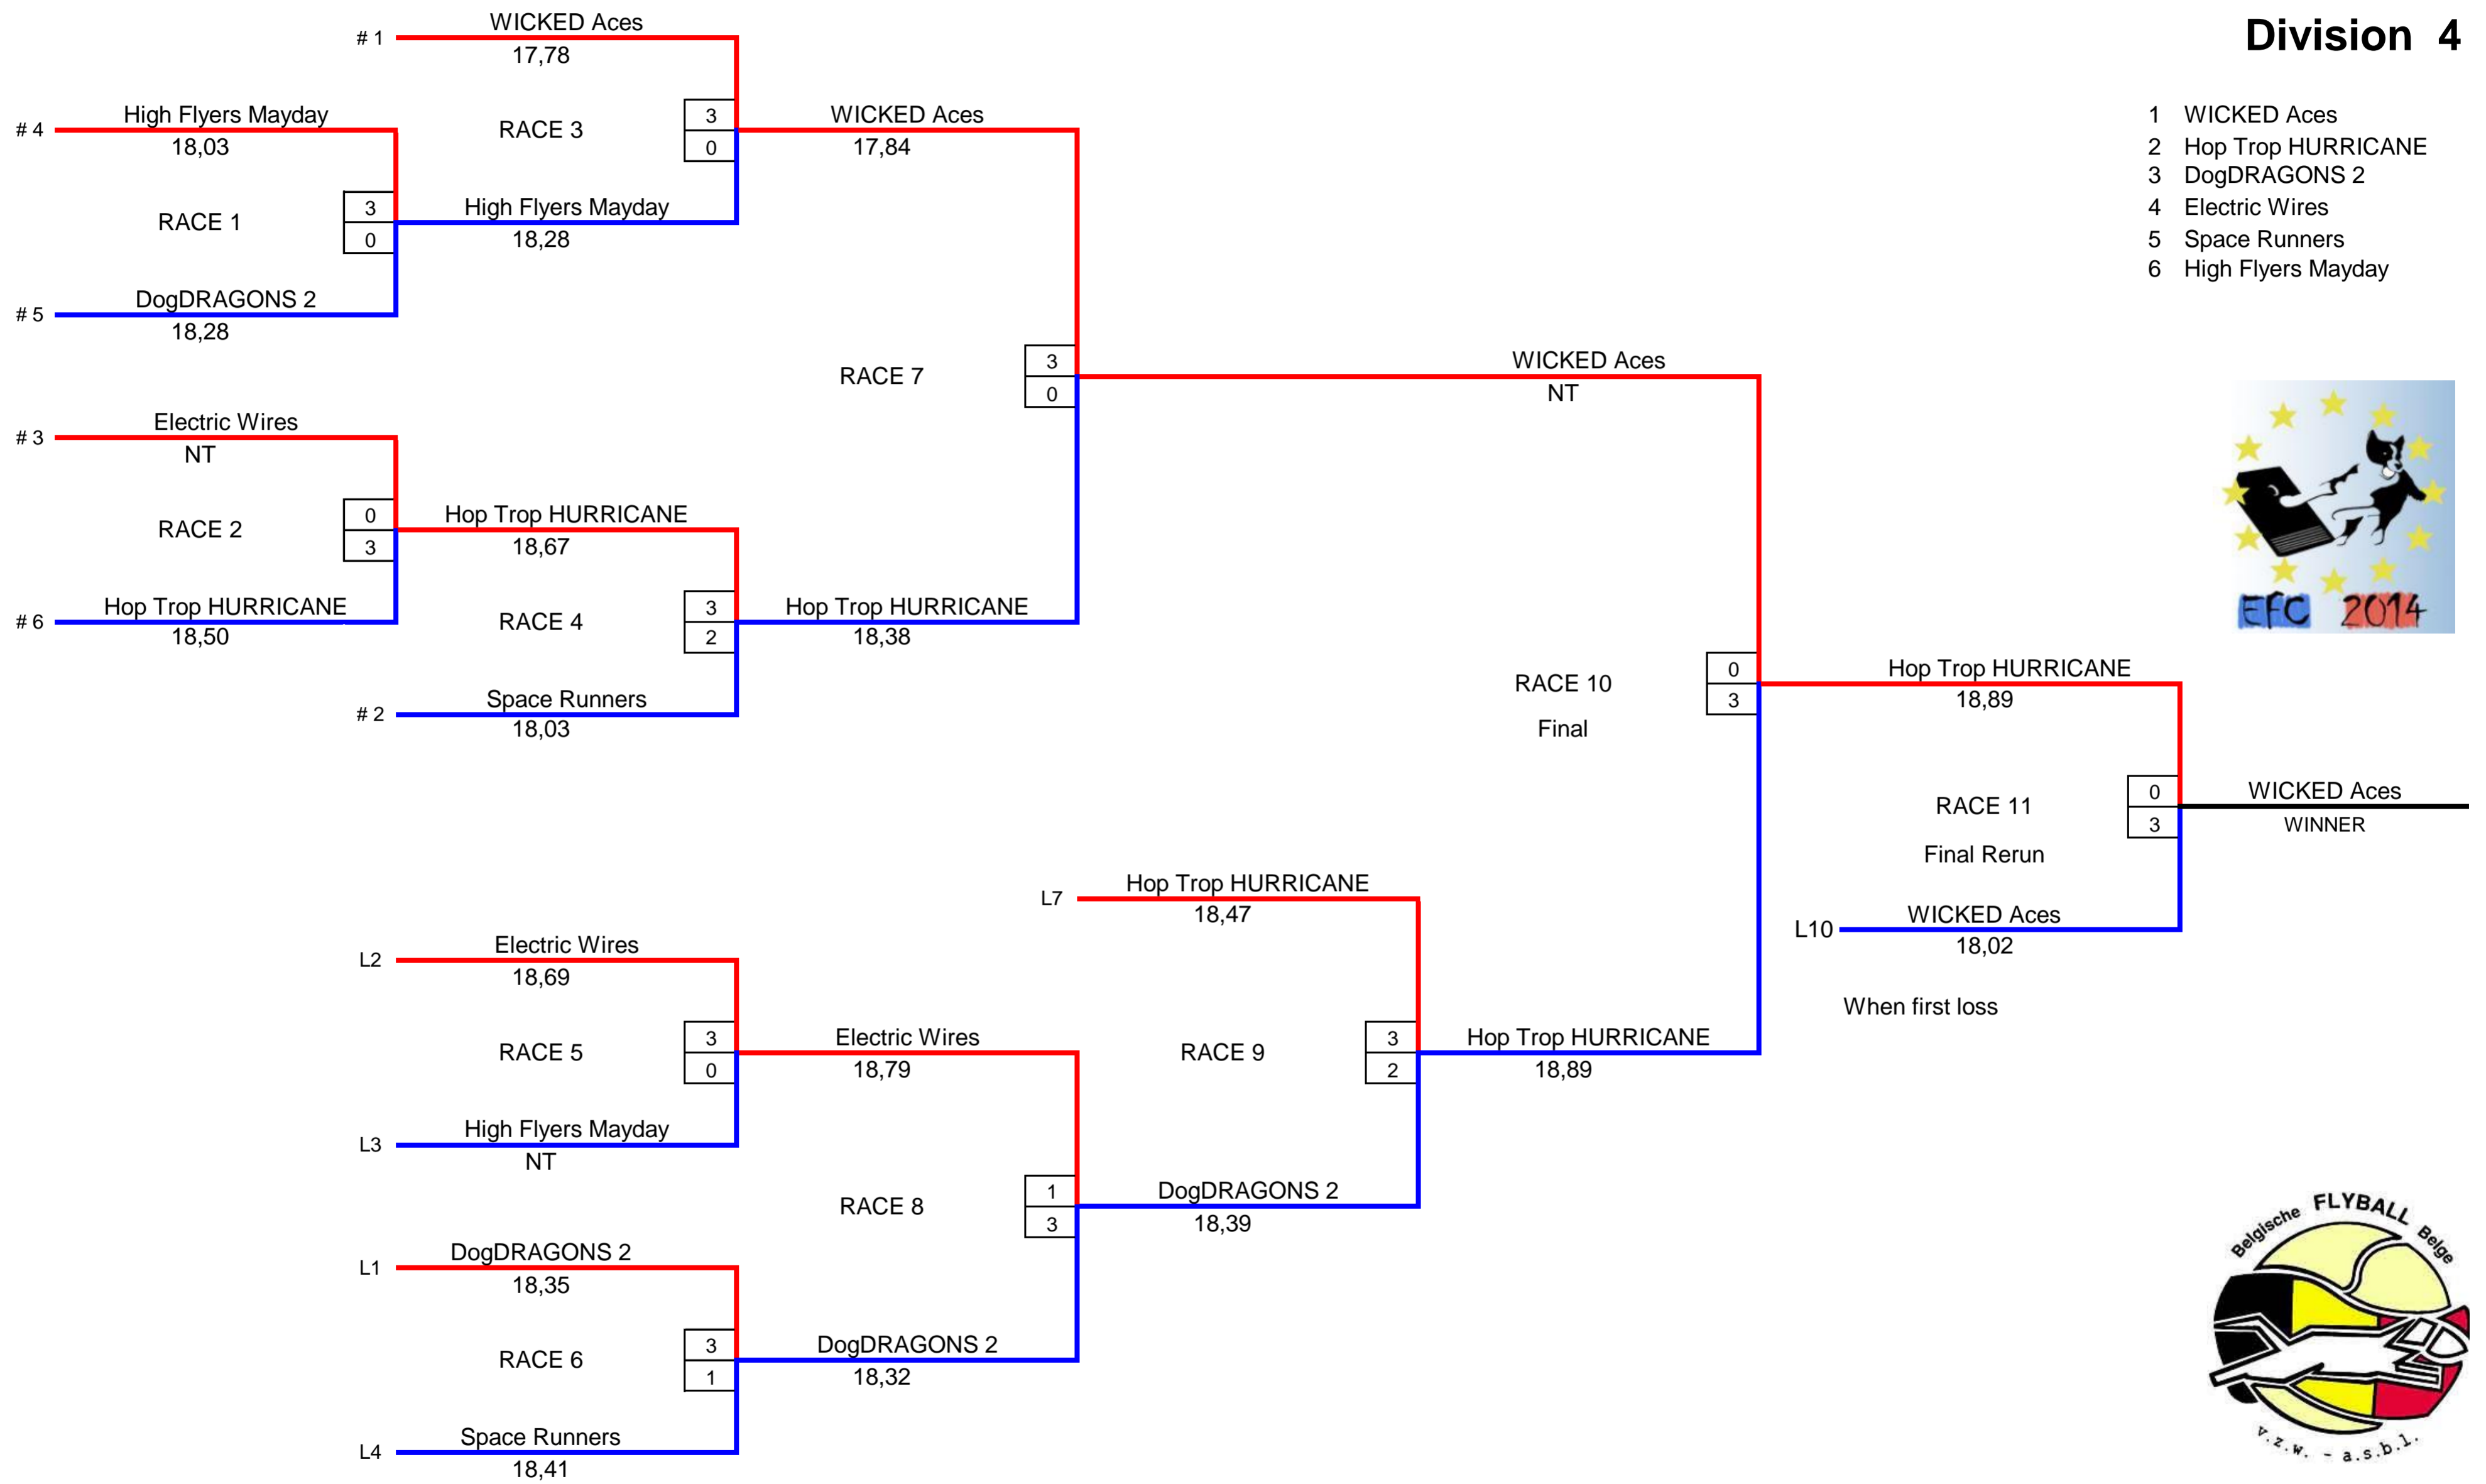 Division 4
1 WICKED Aces
2 Hop Trop HURRICANE
3 DogDRAGONS 2
4 Electric Wires
5 Space Runners
6 High Flyers Mayday
# 1 WICKED Aces
17,78
RACE 3
3
0
High Flyers Mayday
18,28
# 4 High Flyers Mayday
18,03
RACE 1
3
0
# 5 DogDRAGONS 2
18,28
WICKED Aces
17,84
RACE 7
3
0
Hop Trop HURRICANE
18,38
# 3 Electric Wires
NT
RACE 2
0
3
# 6 Hop Trop HURRICANE
18,50
Hop Trop HURRICANE
18,67
RACE 4
3
2
# 2 Space Runners
18,03
WICKED Aces
NT
RACE 10
Final
0
3
Hop Trop HURRICANE
18,89
Hop Trop HURRICANE
18,89
RACE 11
Final Rerun
0
3
L10 WICKED Aces
18,02
When first loss
WICKED Aces
WINNER
L7 Hop Trop HURRICANE
18,47
RACE 9
3
2
DogDRAGONS 2
18,39
L2 Electric Wires
18,69
RACE 5
3
0
L3 High Flyers Mayday
NT
Electric Wires
18,79
RACE 8
1
3
DogDRAGONS 2
18,32
L1 DogDRAGONS 2
18,35
RACE 6
3
1
L4 Space Runners
18,41
EFC 2014
Belgische FLYBALL Belge
v.z.w. - a.s.b.l.